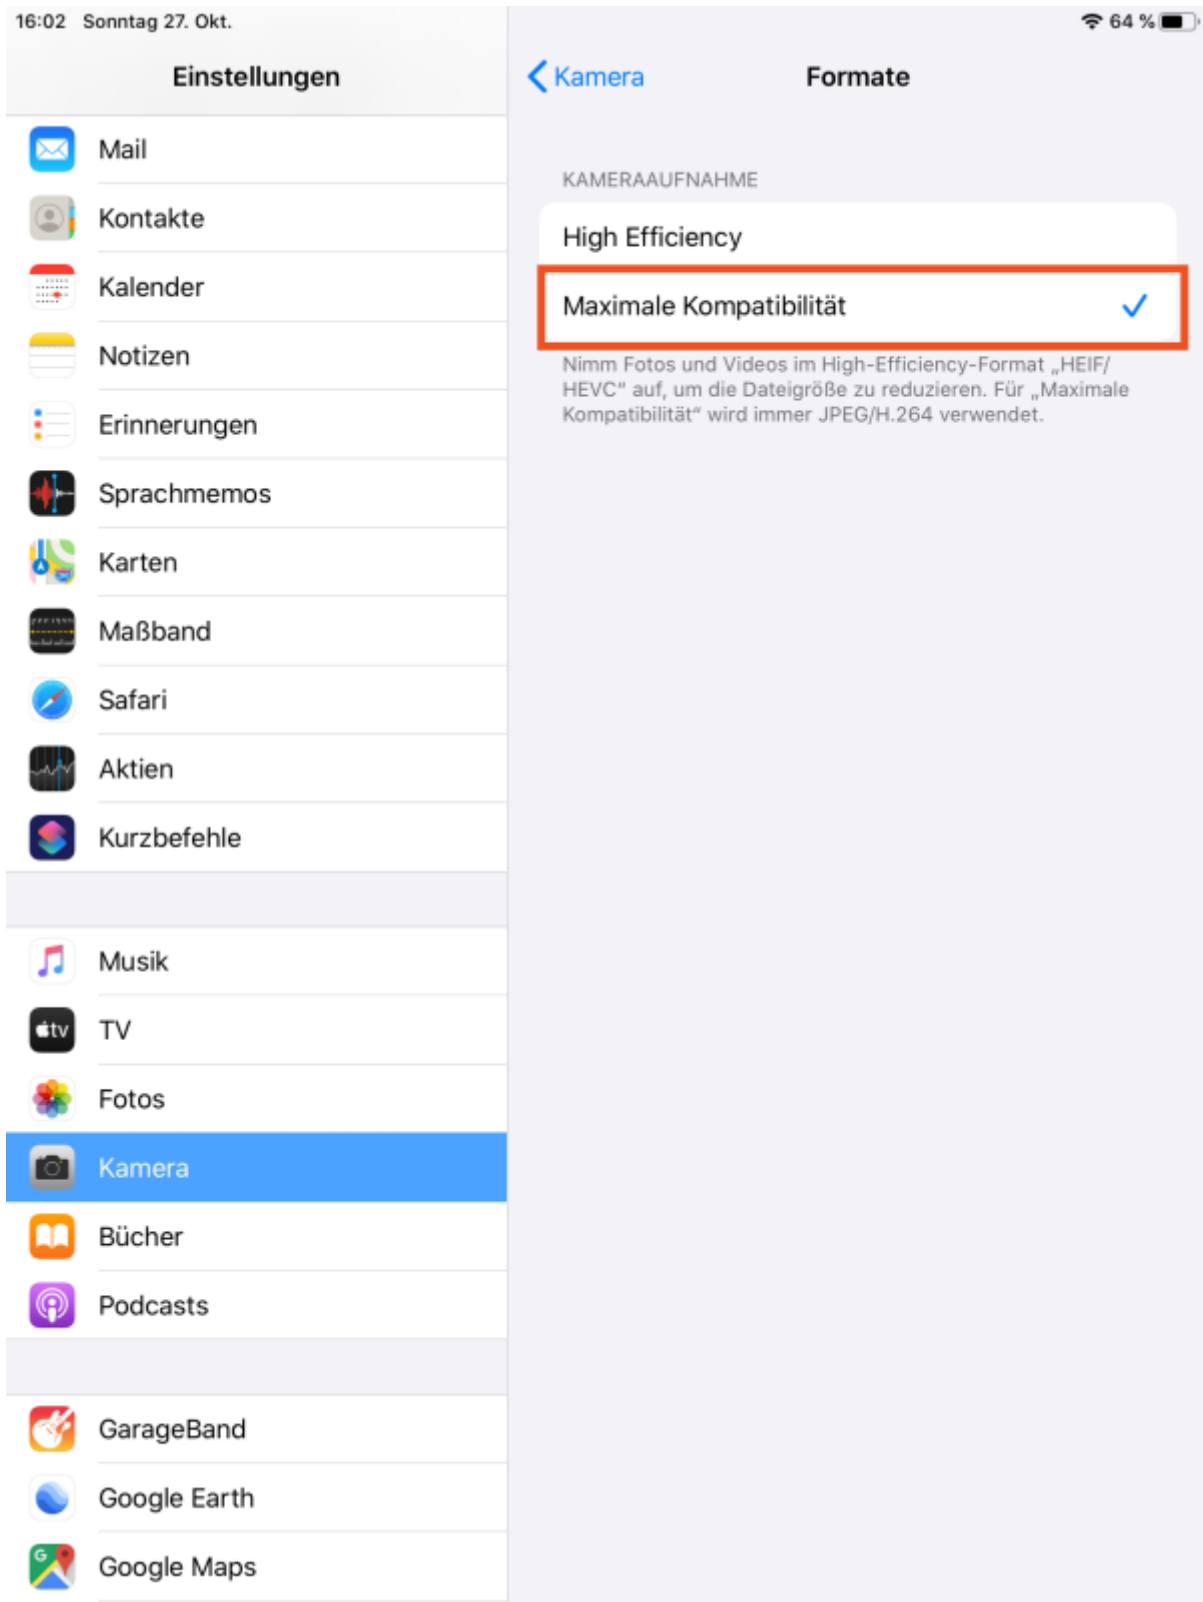 16:02 Sonntag 27. Okt.
64 %
Einstellungen
Mail
Kontakte
Kalender
Notizen
Erinnerungen
Sprachmemos
Karten
Maßband
Safari
Aktien
Kurzbefehle
Musik
tv
TV
Fotos
Kamera
Bücher
Podcasts
GarageBand
Google Earth
G
Google Maps
Kamera
Formate
KAMERAAUFNAHME
High Efficiency
Maximale Kompatibilität
Nimm Fotos und Videos im High-Efficiency-Format „HEIF/
HEVC“ auf, um die Dateigröße zu reduzieren. Für „Maximale
Kompatibilität“ wird immer JPEG/H.264 verwendet.